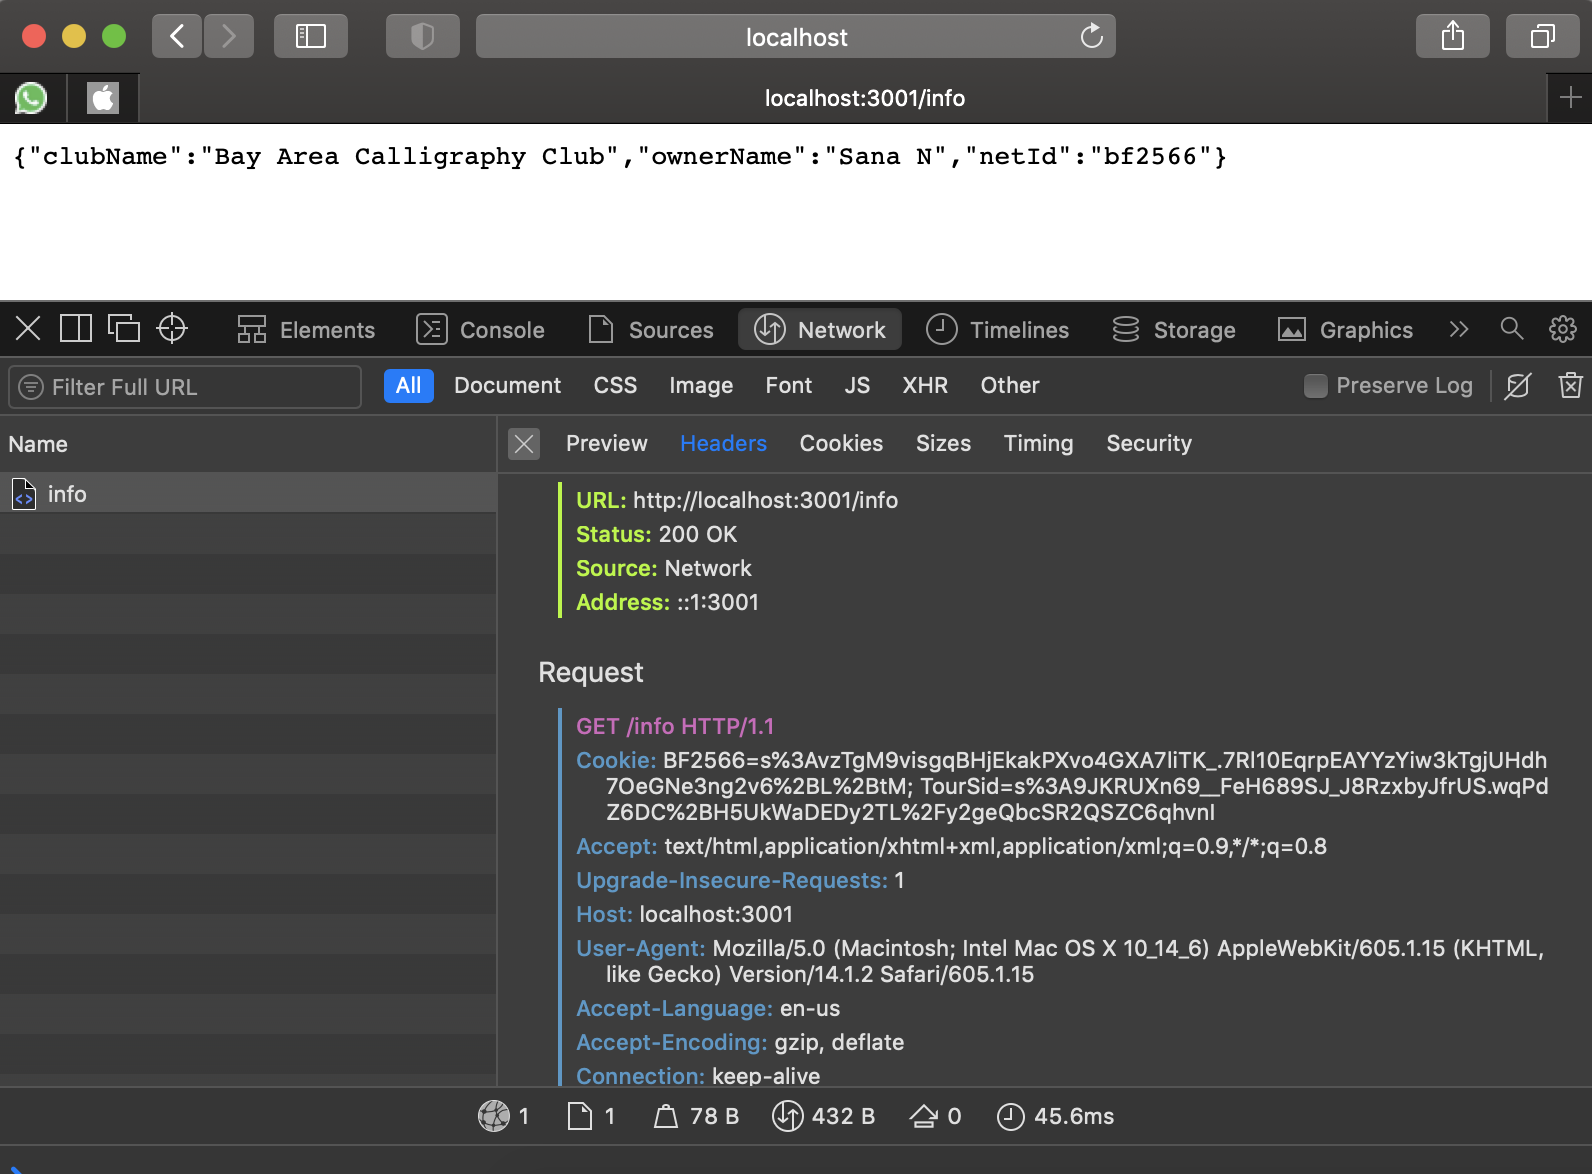 localhost
localhost:3001/info
{"clubName":"Bay Area Calligraphy Club","ownerName":"Sana N","netId":"bf2566"}
Elements Console Sources Network Timelines Storage Graphics
Filter Full URL All Document CSS Image Font JS XHR Other Preserve Log
Name Preview Headers Cookies Sizes Timing Security
info
URL: http://localhost:3001/info
Status: 200 OK
Source: Network
Address: ::1:3001
Request
GET /info HTTP/1.1
Cookie: BF2566=s%3AvzTgM9visgqBHjEkakPXvo4GXA7liTK_.7Rl10EqrpEAYYzYiw3kTgjUHdh
7OeGNe3ng2v6%2BL%2BtM; TourSid=s%3A9JKRUXn69__FeH689SJ_J8RzxbyJfrUS.wqPd
Z6DC%2BH5UkWaDEDy2TL%2Fy2geQbcSR2QSZC6qhvnI
Accept: text/html,application/xhtml+xml,application/xml;q=0.9,*/*;q=0.8
Upgrade-Insecure-Requests: 1
Host: localhost:3001
User-Agent: Mozilla/5.0 (Macintosh; Intel Mac OS X 10_14_6) AppleWebKit/605.1.15 (KHTML,
like Gecko) Version/14.1.2 Safari/605.1.15
Accept-Language: en-us
Accept-Encoding: gzip, deflate
Connection: keep-alive
1 1 78 B 432 B 0 45.6ms